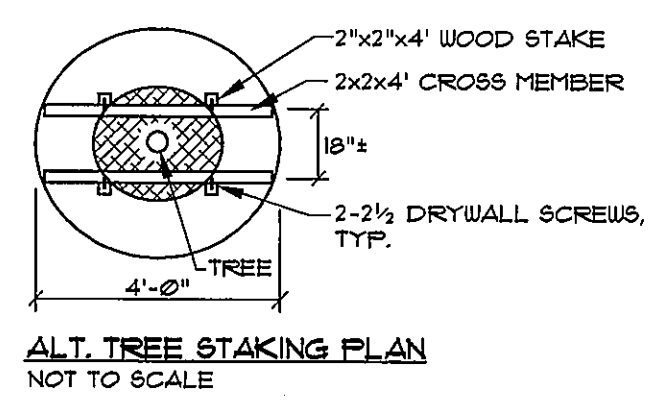 2"x2"x4' WOOD STAKE
2x2x4' CROSS MEMBER
18"±
2-2½ DRYWALL SCREWS,
TYP.
TREE
4'-Ø"
ALT. TREE STAKING PLAN
NOT TO SCALE